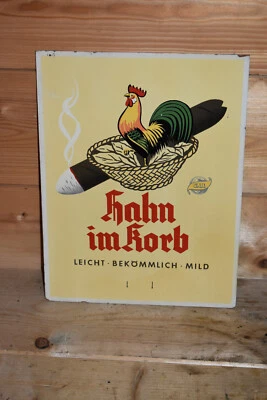 Hahn
im Korb
LEICHT · BEKÖMMLICH · MILD